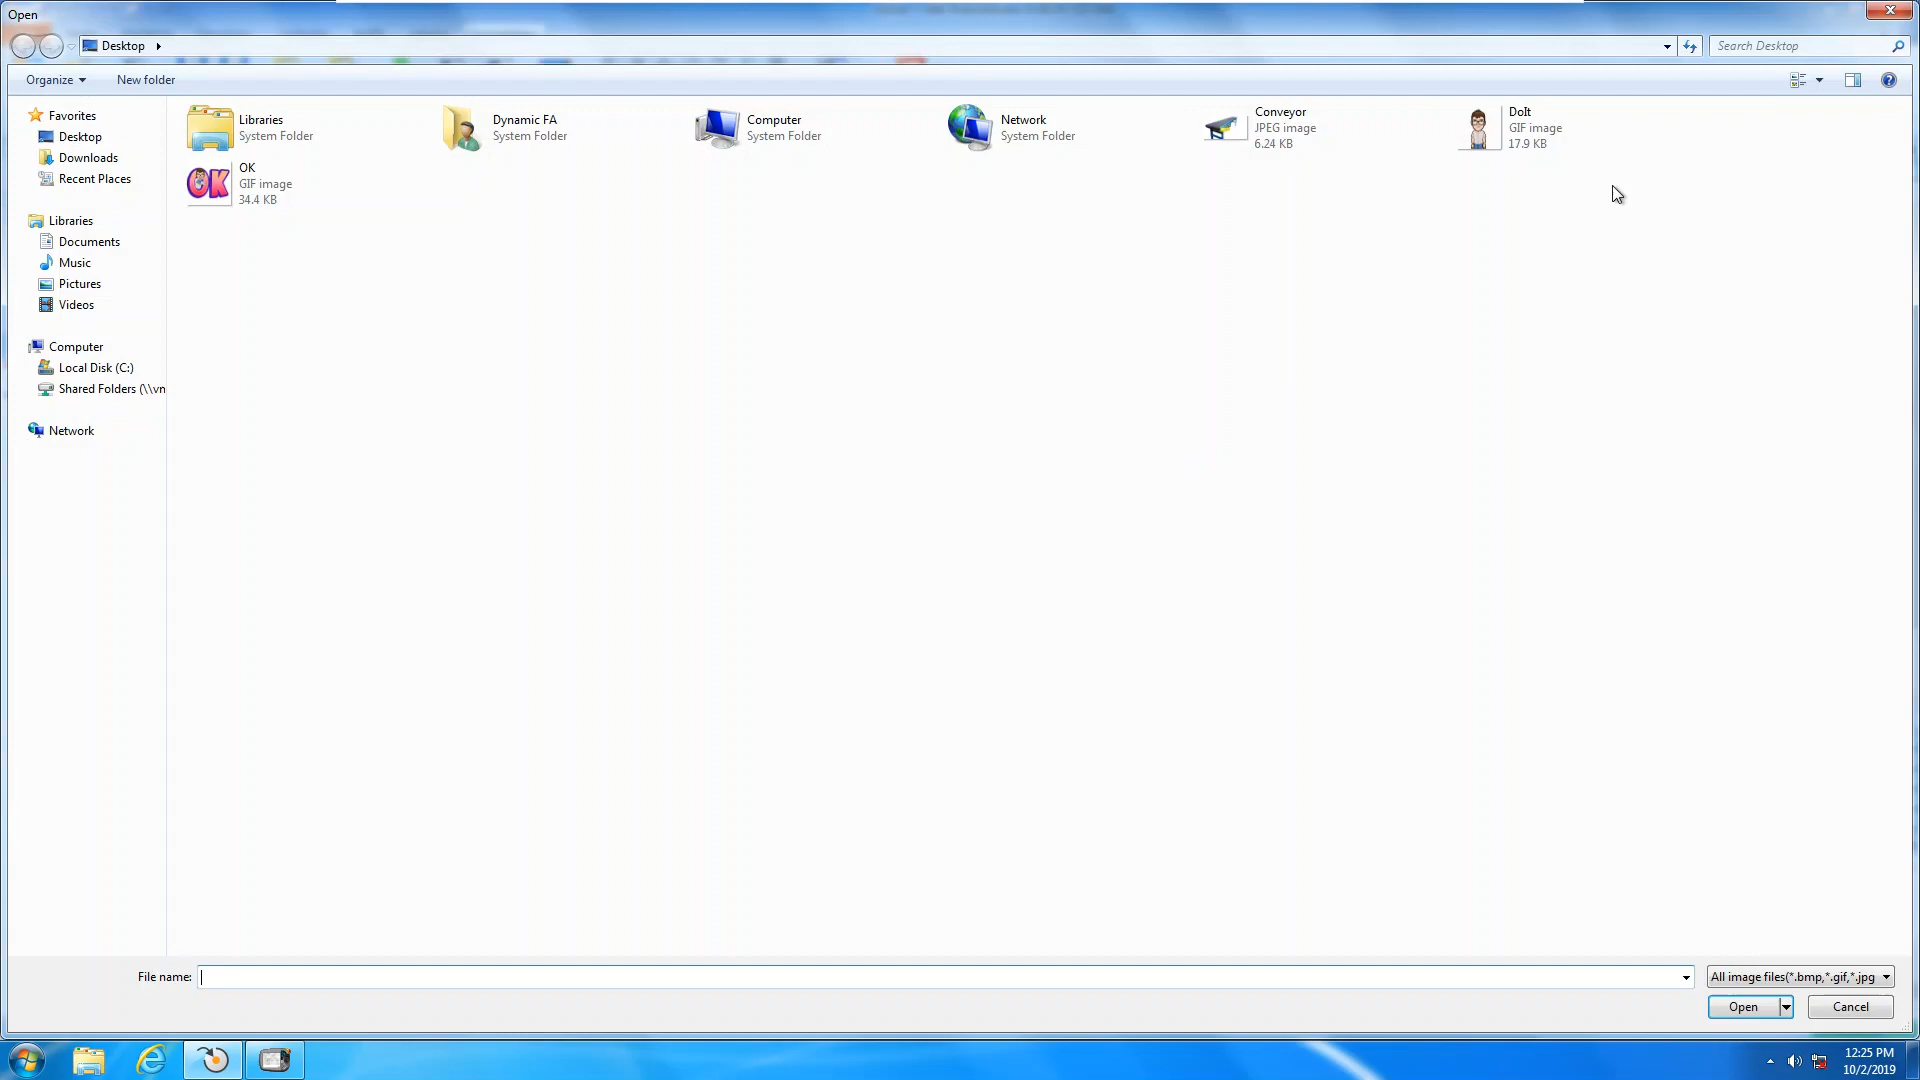 Open
Desktop
Search Desktop
Organize
New folder
Favorites
Desktop
Downloads
Recent Places
Libraries
Documents
Music
Pictures
Videos
Computer
Local Disk (C:)
Shared Folders (\\vn
Network
Libraries
System Folder
Dynamic FA
System Folder
Computer
System Folder
Network
System Folder
Conveyor
JPEG image
6.24 KB
DoIt
GIF image
17.9 KB
OK
OK
GIF image
34.4 KB
File name:
All image files(*.bmp,*.gif,*.jpg
Open
Cancel
12:25 PM
10/2/2019